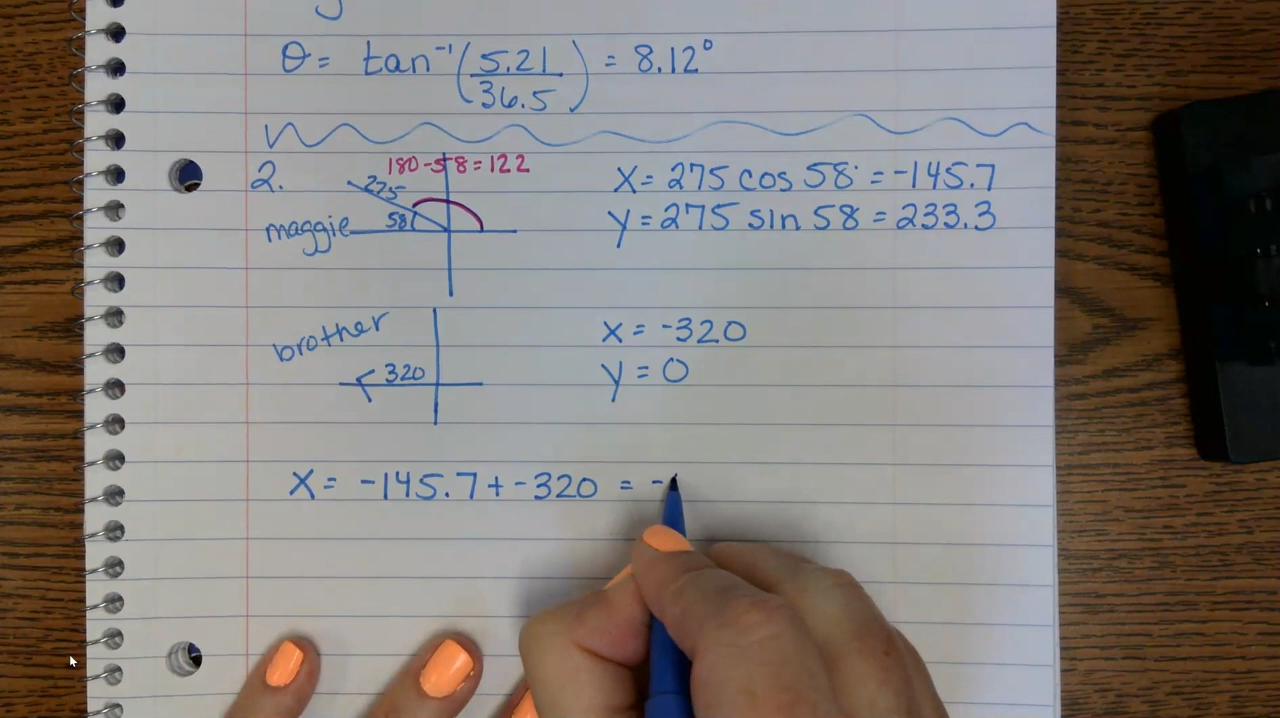 θ = tan⁻¹(5.21/36.5) = 8.12°
180-58=122
2. 275 x = 275 cos 58 = -145.7
maggie 58 y = 275 sin 58 = 233.3
brother x = -320
320 y = 0
x = -145.7 + -320 = -